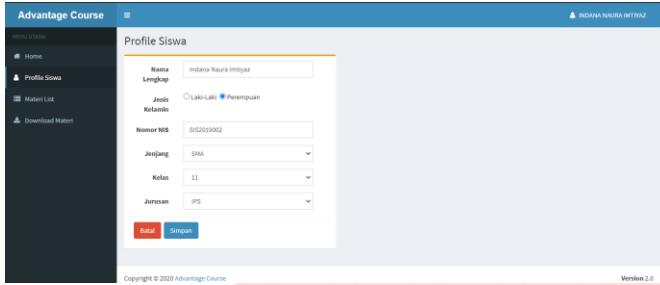 Advantage Course
INDANA NAURA IMTIYAZ
MENU UTAMA
Home
Profile Siswa
Materi List
Download Materi
Profile Siswa
Nama Lengkap
Indana Naura Imtiyaz
Jenis Kelamin
Laki-Laki Perempuan
Nomor NIS
SIS2019002
Jenjang
SMA
Kelas
11
Jurusan
IPS
Batal Simpan
Copyright © 2020 Advantage Course
Version 2.0